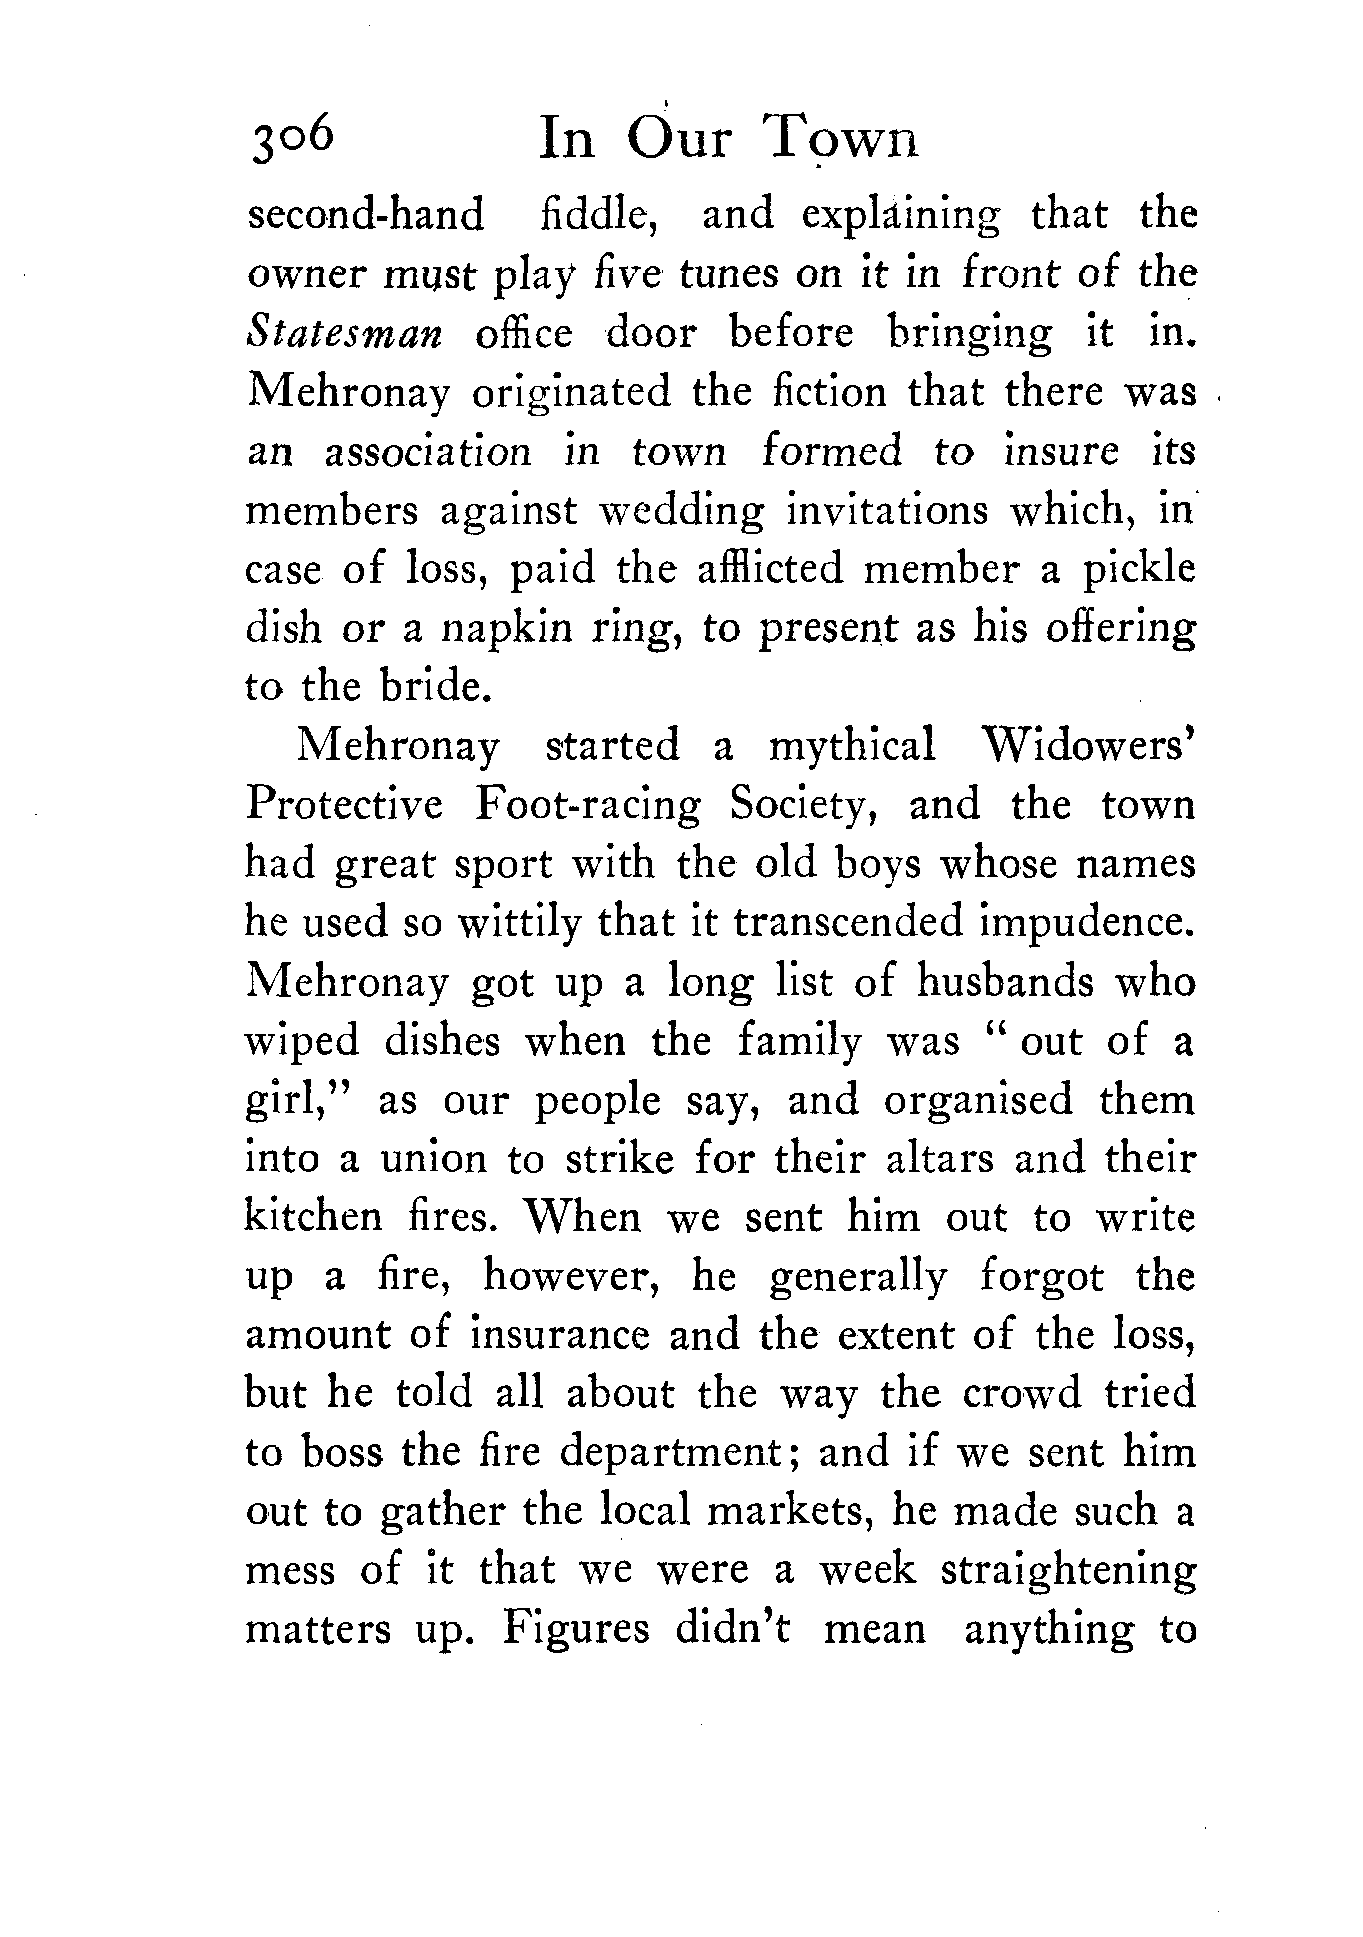 306 In Our Town
second-hand fiddle, and explaining that the
owner must play five tunes on it in front of the
Statesman office door before bringing it in.
Mehronay originated the fiction that there was
an association in town formed to insure its
members against wedding invitations which, in
case of loss, paid the afflicted member a pickle
dish or a napkin ring, to present as his offering
to the bride.
Mehronay started a mythical Widowers'
Protective Foot-racing Society, and the town
had great sport with the old boys whose names
he used so wittily that it transcended impudence.
Mehronay got up a long list of husbands who
wiped dishes when the family was " out of a
girl," as our people say, and organised them
into a union to strike for their altars and their
kitchen fires. When we sent him out to write
up a fire, however, he generally forgot the
amount of insurance and the extent of the loss,
but he told all about the way the crowd tried
to boss the fire department; and if we sent him
out to gather the local markets, he made such a
mess of it that we were a week straightening
matters up. Figures didn't mean anything to